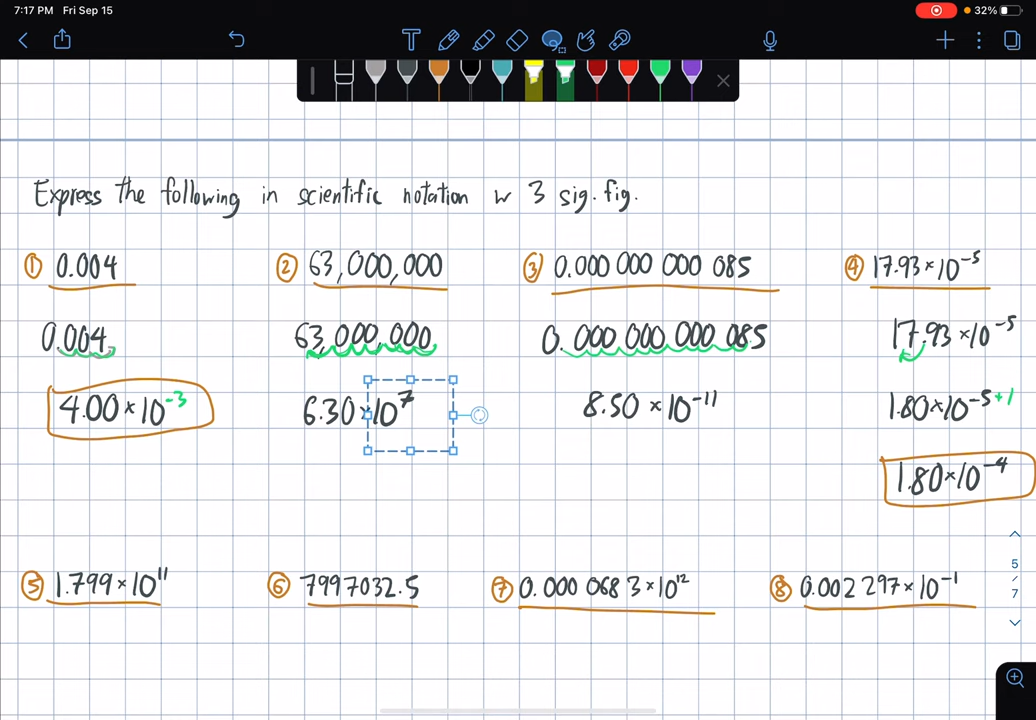 7:17 PM Fri Sep 15 32%
T
Express the following in scientific notation w 3 sig. fig.
① 0.004 ② 63,000,000 ③ 0.000 000 000 085 ④ 17.93 × 10⁻⁵
0.004 63,000,000 0.000 000 000 085 17.93 × 10⁻⁵
4.00 × 10⁻³ 6.30 × 10⁷ 8.50 × 10⁻¹¹ 1.80 × 10⁻⁵⁺¹
1.80 × 10⁻⁴
5
/
7
⑤ 1.799 × 10¹¹ ⑥ 7997032.5 ⑦ 0.000 068 3 × 10¹² ⑧ 0.002 297 × 10⁻¹